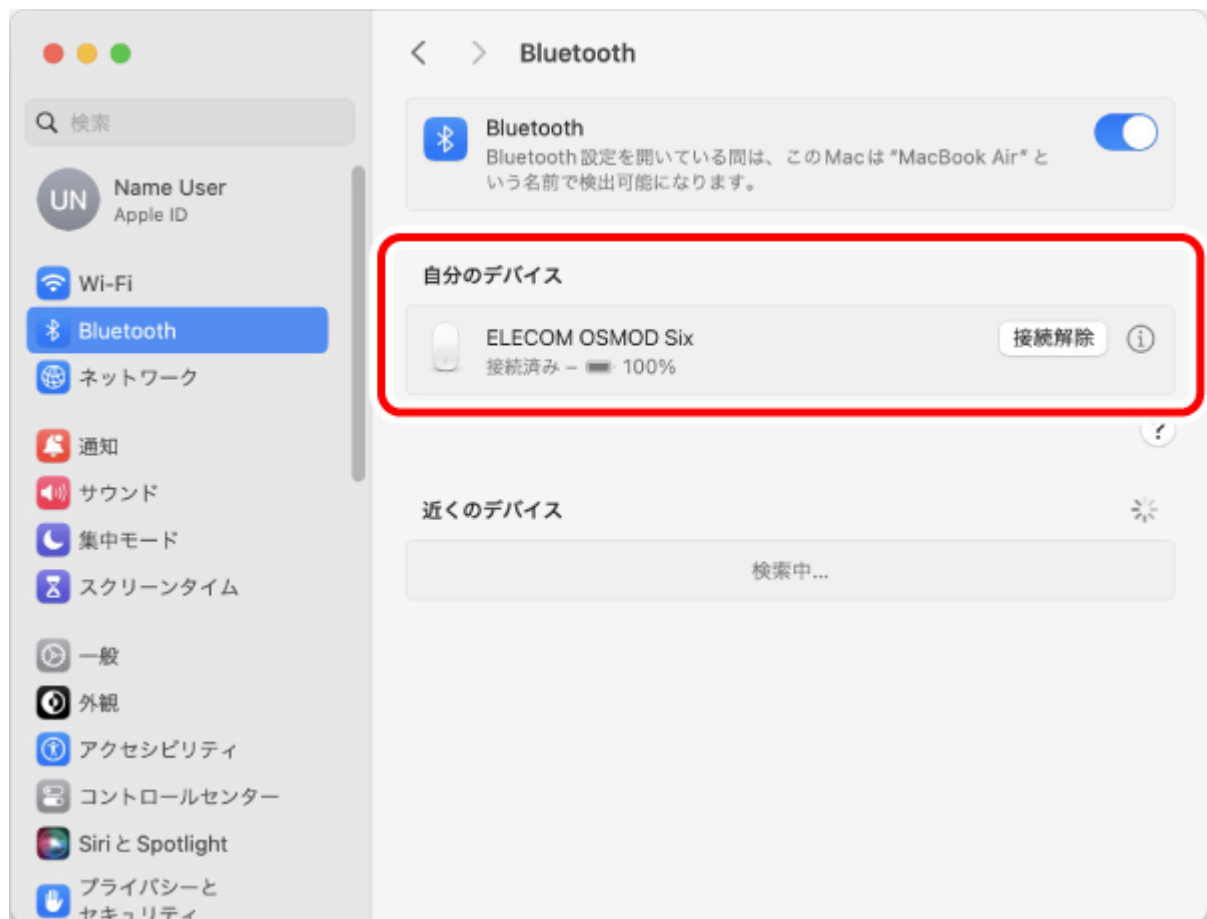 Bluetooth
検索
Name User
Apple ID
Wi-Fi
Bluetooth
ネットワーク
通知
サウンド
集中モード
スクリーンタイム
一般
外観
アクセシビリティ
コントロールセンター
Siri と Spotlight
プライバシーと
セキュリティ
Bluetooth
Bluetooth 設定を開いている間は、この Mac は “MacBook Air” と
いう名前で検出可能になります。
自分のデバイス
ELECOM OSMOD Six
接続済み – 100%
接続解除
?
近くのデバイス
検索中...